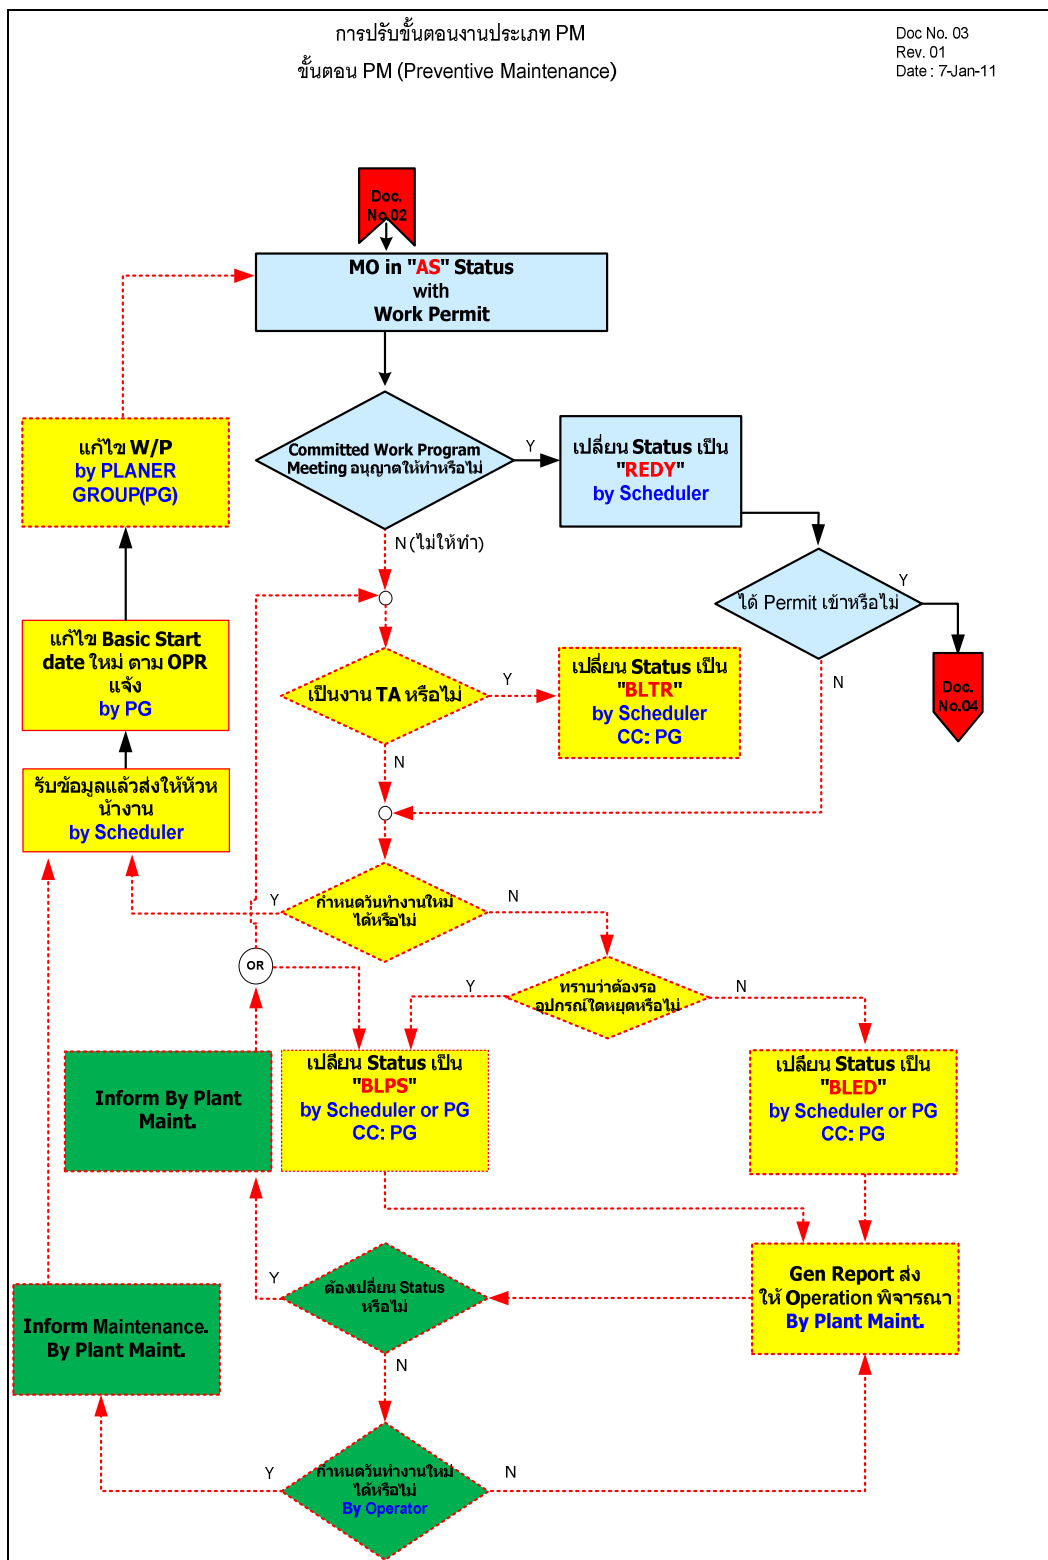 การปรับขั้นตอนงานประเภท PM
ขั้นตอน PM (Preventive Maintenance)
Doc No. 03
Rev. 01
Date : 7-Jan-11
Doc.
No.02
MO in "AS" Status
with
Work Permit
Committed Work Program
Meeting อนุญาตให้ทำหรือไม่
Y
เปลี่ยน Status เป็น
"REDY"
by Scheduler
แก้ไข W/P
by PLANER
GROUP(PG)
N (ไม่ให้ทำ)
ได้ Permit เข้าหรือไม่
Y
N
Doc.
No.04
แก้ไข Basic Start
date ใหม่ ตาม OPR
แจ้ง
by PG
เป็นงาน TA หรือไม่
Y
เปลี่ยน Status เป็น
"BLTR"
by Scheduler
CC: PG
N
รับข้อมูลแล้วส่งให้หัวห
น้างาน
by Scheduler
Y
กำหนดวันทำงานใหม่
ได้หรือไม่
N
OR
Y
ทราบว่าต้องรอ
อุปกรณ์ใดหยุดหรือไม่
N
Inform By Plant
Maint.
เปลี่ยน Status เป็น
"BLPS"
by Scheduler or PG
CC: PG
เปลี่ยน Status เป็น
"BLED"
by Scheduler or PG
CC: PG
Gen Report ส่ง
ให้ Operation พิจารณา
By Plant Maint.
Y
ต้องเปลี่ยน Status
หรือไม่
N
Inform Maintenance.
By Plant Maint.
Y
กำหนดวันทำงานใหม่
ได้หรือไม่
By Operator
N